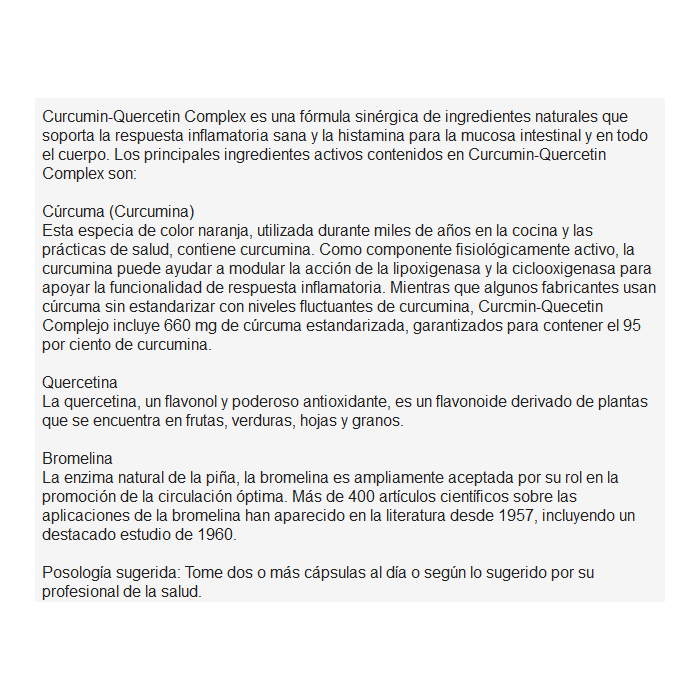 Curcumin-Quercetin Complex es una fórmula sinérgica de ingredientes naturales que
soporta la respuesta inflamatoria sana y la histamina para la mucosa intestinal y en todo
el cuerpo. Los principales ingredientes activos contenidos en Curcumin-Quercetin
Complex son:
Cúrcuma (Curcumina)
Esta especia de color naranja, utilizada durante miles de años en la cocina y las
prácticas de salud, contiene curcumina. Como componente fisiológicamente activo, la
curcumina puede ayudar a modular la acción de la lipoxigenasa y la ciclooxigenasa para
apoyar la funcionalidad de respuesta inflamatoria. Mientras que algunos fabricantes usan
cúrcuma sin estandarizar con niveles fluctuantes de curcumina, Curcmin-Quecetin
Complejo incluye 660 mg de cúrcuma estandarizada, garantizados para contener el 95
por ciento de curcumina.
Quercetina
La quercetina, un flavonol y poderoso antioxidante, es un flavonoide derivado de plantas
que se encuentra en frutas, verduras, hojas y granos.
Bromelina
La enzima natural de la piña, la bromelina es ampliamente aceptada por su rol en la
promoción de la circulación óptima. Más de 400 artículos científicos sobre las
aplicaciones de la bromelina han aparecido en la literatura desde 1957, incluyendo un
destacado estudio de 1960.
Posología sugerida: Tome dos o más cápsulas al día o según lo sugerido por su
profesional de la salud.